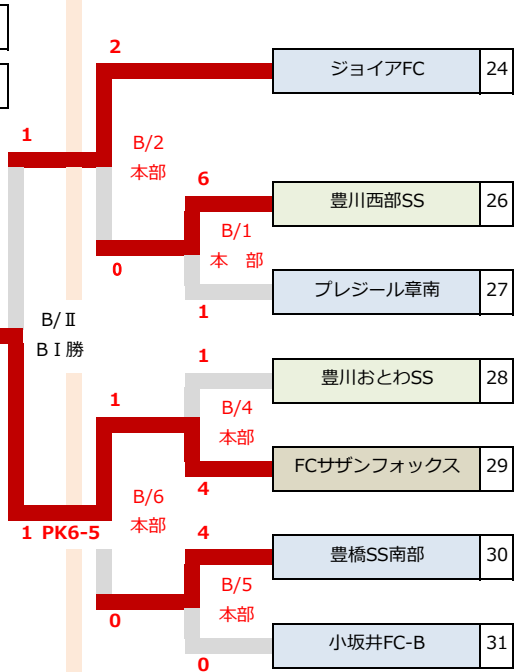 2
ジョイアFC 24
1
B/2
本部
6
豊川西部SS 26
B/1
本　部
0
プレジール章南 27
1
B/Ⅱ
BⅠ勝
1
豊川おとわSS 28
1
B/4
本部
FCサザンフォックス 29
4
B/6
本部
1 PK6-5
4
豊橋SS南部 30
B/5
本部
0
小坂井FC-B 31
0